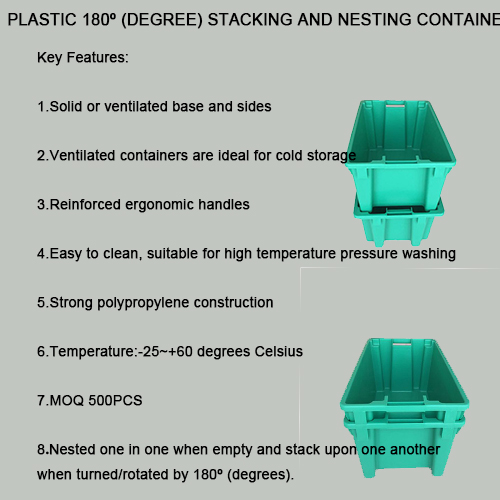 PLASTIC 180º (DEGREE) STACKING AND NESTING CONTAINE
Key Features:
1.Solid or ventilated base and sides
2.Ventilated containers are ideal for cold storage
3.Reinforced ergonomic handles
4.Easy to clean, suitable for high temperature pressure washing
5.Strong polypropylene construction
6.Temperature:-25~+60 degrees Celsius
7.MOQ 500PCS
8.Nested one in one when empty and stack upon one another
when turned/rotated by 180º (degrees).